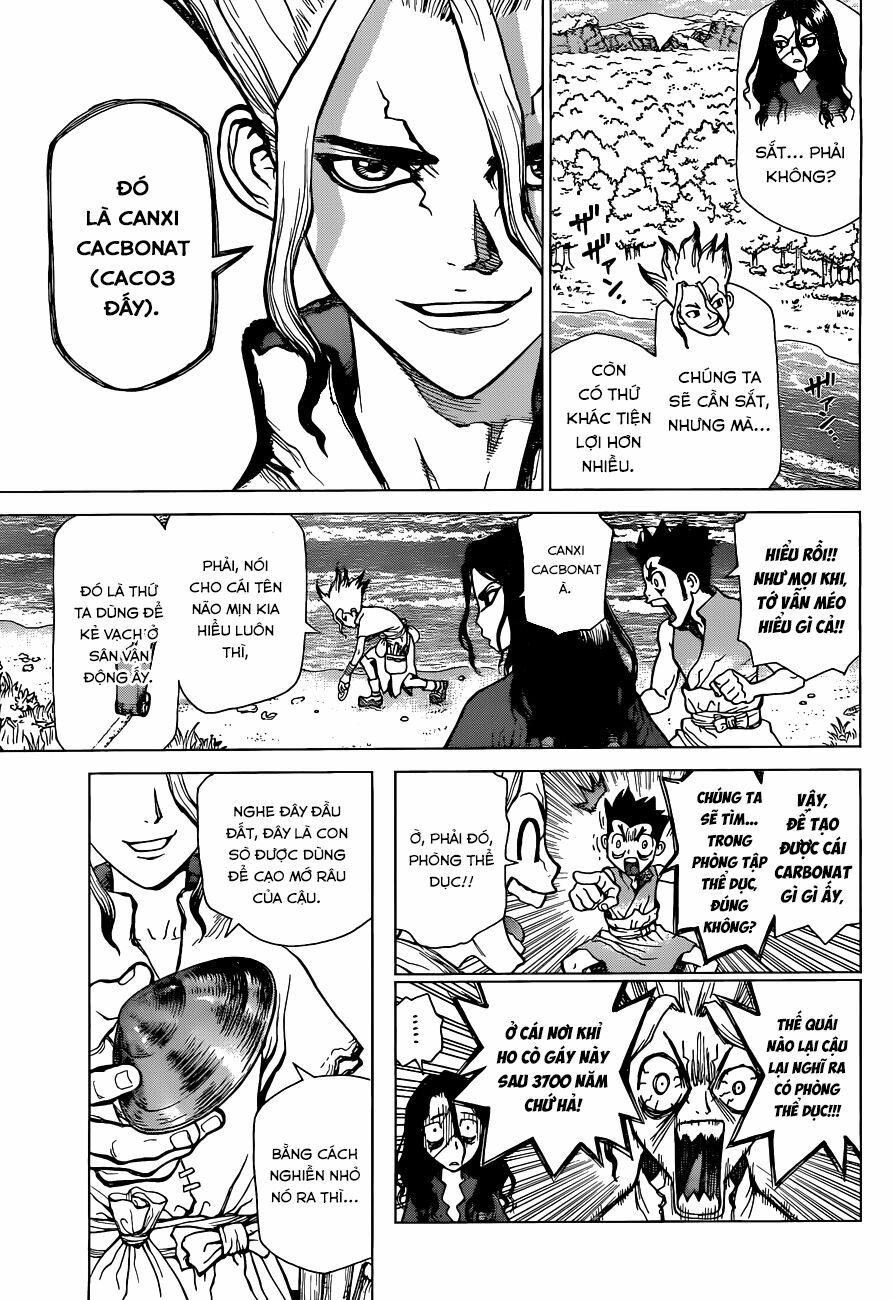 SẮT... PHẢI
KHÔNG?
CHÚNG TA
SẼ CẦN SẮT,
NHƯNG MÀ...
CÒN
CÓ THỨ
KHÁC TIỆN
LỢI HƠN
NHIỀU.
ĐÓ
LÀ CANXI
CACBONAT
(CACO3
ĐẤY).
HIỂU RỒI!!
NHƯ MỌI KHI,
TỚ VẪN MÉO
HIỂU GÌ CẢ!!
CANXI
CACBONAT
À.
PHẢI, NÓI
CHO CÁI TÊN
NÃO MỊN KIA
HIỂU LUÔN
THÌ,
ĐÓ LÀ THỨ
TA DÙNG ĐỂ
KẺ VẠCH Ở
SÂN VẬN
ĐỘNG ẤY.
VẬY,
ĐỂ TẠO
ĐƯỢC CÁI
CARBONAT
GÌ GÌ ẤY,
CHÚNG TA
SẼ TÌM...
TRONG
PHÒNG TẬP
THỂ DỤC,
ĐÚNG
KHÔNG?
Ờ, PHẢI ĐÓ,
PHÒNG THỂ
DỤC!!
THẾ QUÁI
NÀO LẠI CẬU
LẠI NGHĨ RA
CÓ PHÒNG
THỂ DỤC!!!
Ở CÁI NƠI KHỈ
HO CÒ GÁY NÀY
SAU 3700 NĂM
CHỨ HẢ!
......
NGHE ĐÂY ĐẦU
ĐẤT, ĐÂY LÀ CON
SÒ ĐƯỢC DÙNG
ĐỂ CẠO MỚ RÂU
CỦA CẬU.
BẰNG CÁCH
NGHIỀN NHỎ
NÓ RA THÌ...